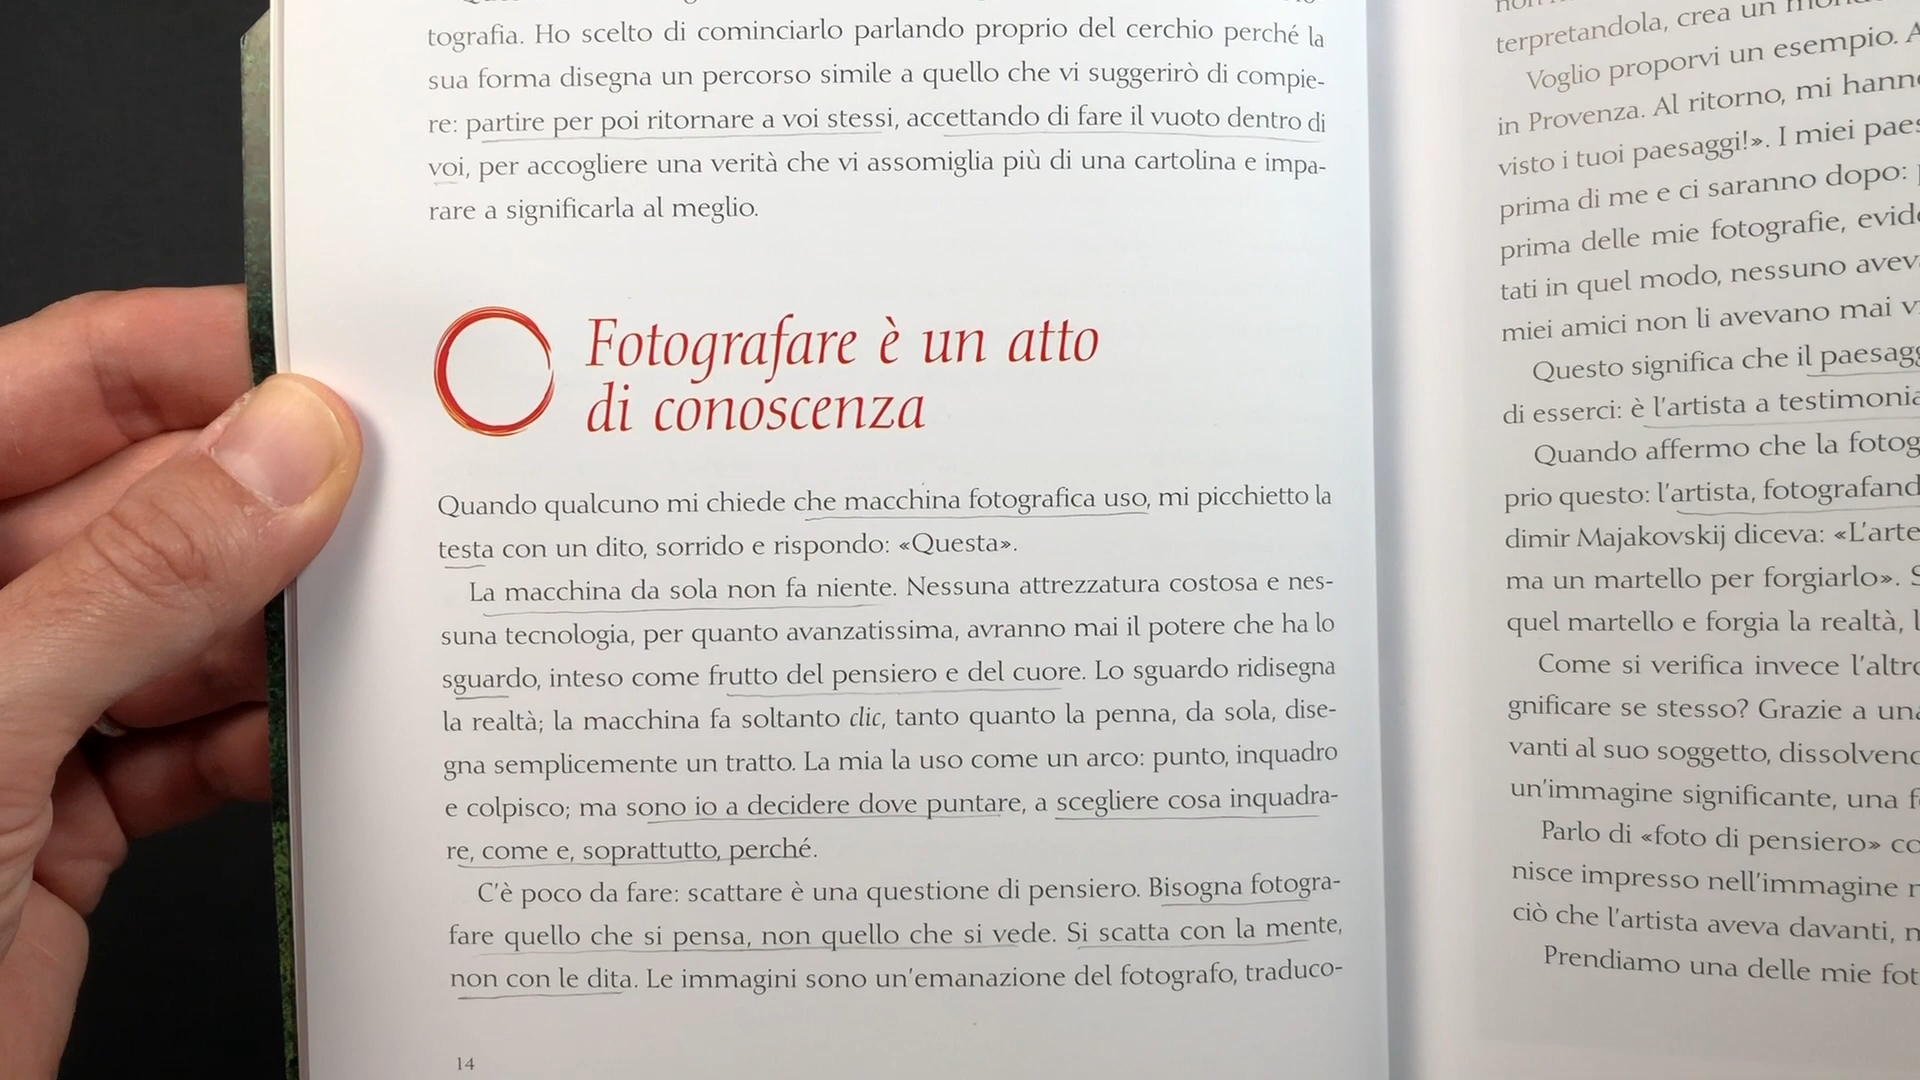 tografia. Ho scelto di cominciarlo parlando proprio del cerchio perché la
sua forma disegna un percorso simile a quello che vi suggerirò di compie-
re: partire per poi ritornare a voi stessi, accettando di fare il vuoto dentro di
voi, per accogliere una verità che vi assomiglia più di una cartolina e impa-
rare a significarla al meglio.
Fotografare è un atto
di conoscenza
Quando qualcuno mi chiede che macchina fotografica uso, mi picchietto la
testa con un dito, sorrido e rispondo: «Questa».
La macchina da sola non fa niente. Nessuna attrezzatura costosa e nes-
suna tecnologia, per quanto avanzatissima, avranno mai il potere che ha lo
sguardo, inteso come frutto del pensiero e del cuore. Lo sguardo ridisegna
la realtà; la macchina fa soltanto clic, tanto quanto la penna, da sola, dise-
gna semplicemente un tratto. La mia la uso come un arco: punto, inquadro
e colpisco; ma sono io a decidere dove puntare, a scegliere cosa inquadra-
re, come e, soprattutto, perché.
C'è poco da fare: scattare è una questione di pensiero. Bisogna fotogra-
fare quello che si pensa, non quello che si vede. Si scatta con la mente,
non con le dita. Le immagini sono un'emanazione del fotografo, traduco-
14
terpretandola, crea un
Voglio proporvi un esempio.
in Provenza. Al ritorno, mi
visto i tuoi paesaggi!». I miei
prima di me e ci saranno dopo:
prima delle mie fotografie,
tati in quel modo, nessuno
miei amici non li avevano mai
Questo significa che il
di esserci: è l'artista a
Quando affermo che la
prio questo: l'artista,
dimir Majakovskij diceva: «L'arte
ma un martello per forgiarlo».
quel martello e forgia la realtà,
Come si verifica invece
gnificare se stesso? Grazie a
vanti al suo soggetto,
un'immagine significante, una
Parlo di «foto di pensiero»
nisce impresso nell'immagine
ciò che l'artista aveva davanti,
Prendiamo una delle mie